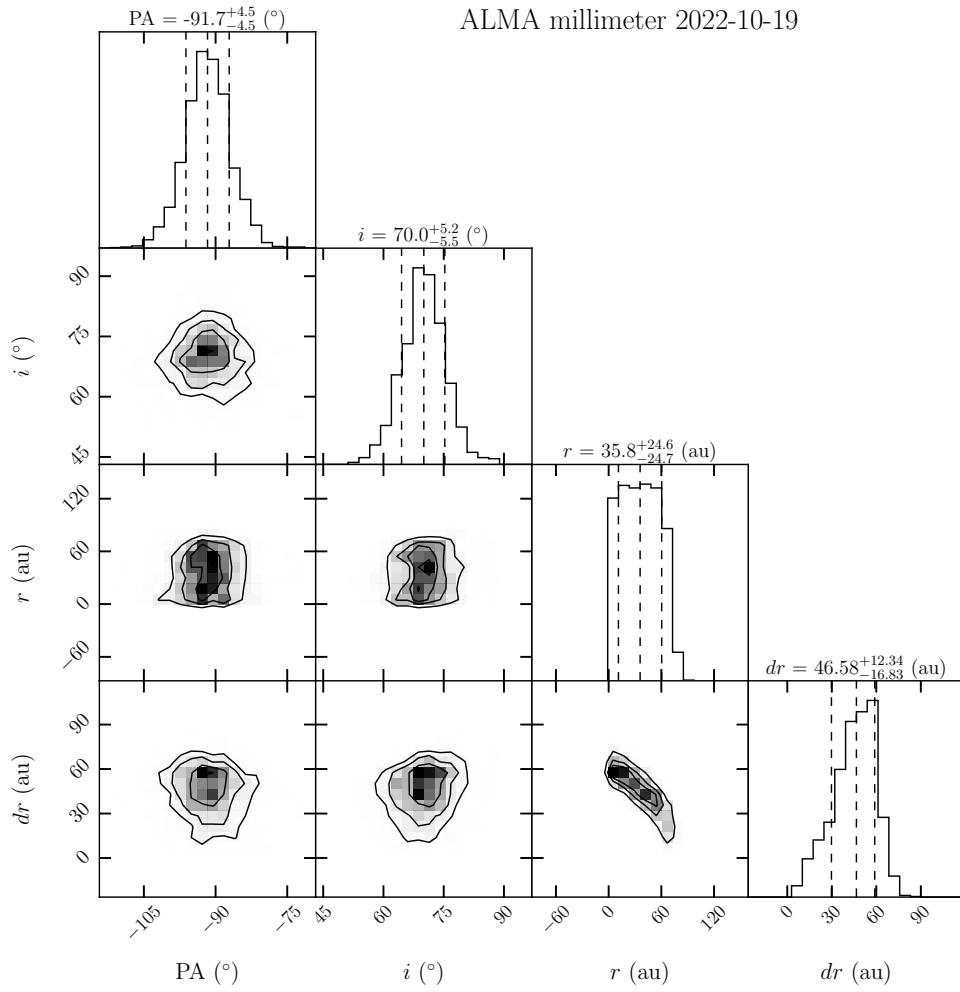 ALMA millimeter 2022-10-19
PA = -91.7+4.5−4.5 (°)
i = 70.0+5.2−5.5 (°)
90
75
60
45
i (°)
r = 35.8+24.6−24.7 (au)
120
60
0
−60
r (au)
dr = 46.58+12.34−16.83 (au)
90
60
30
0
dr (au)
−105 −90 −75 45 60 75 90 −60 0 60 120 0 30 60 90
PA (°) i (°) r (au) dr (au)